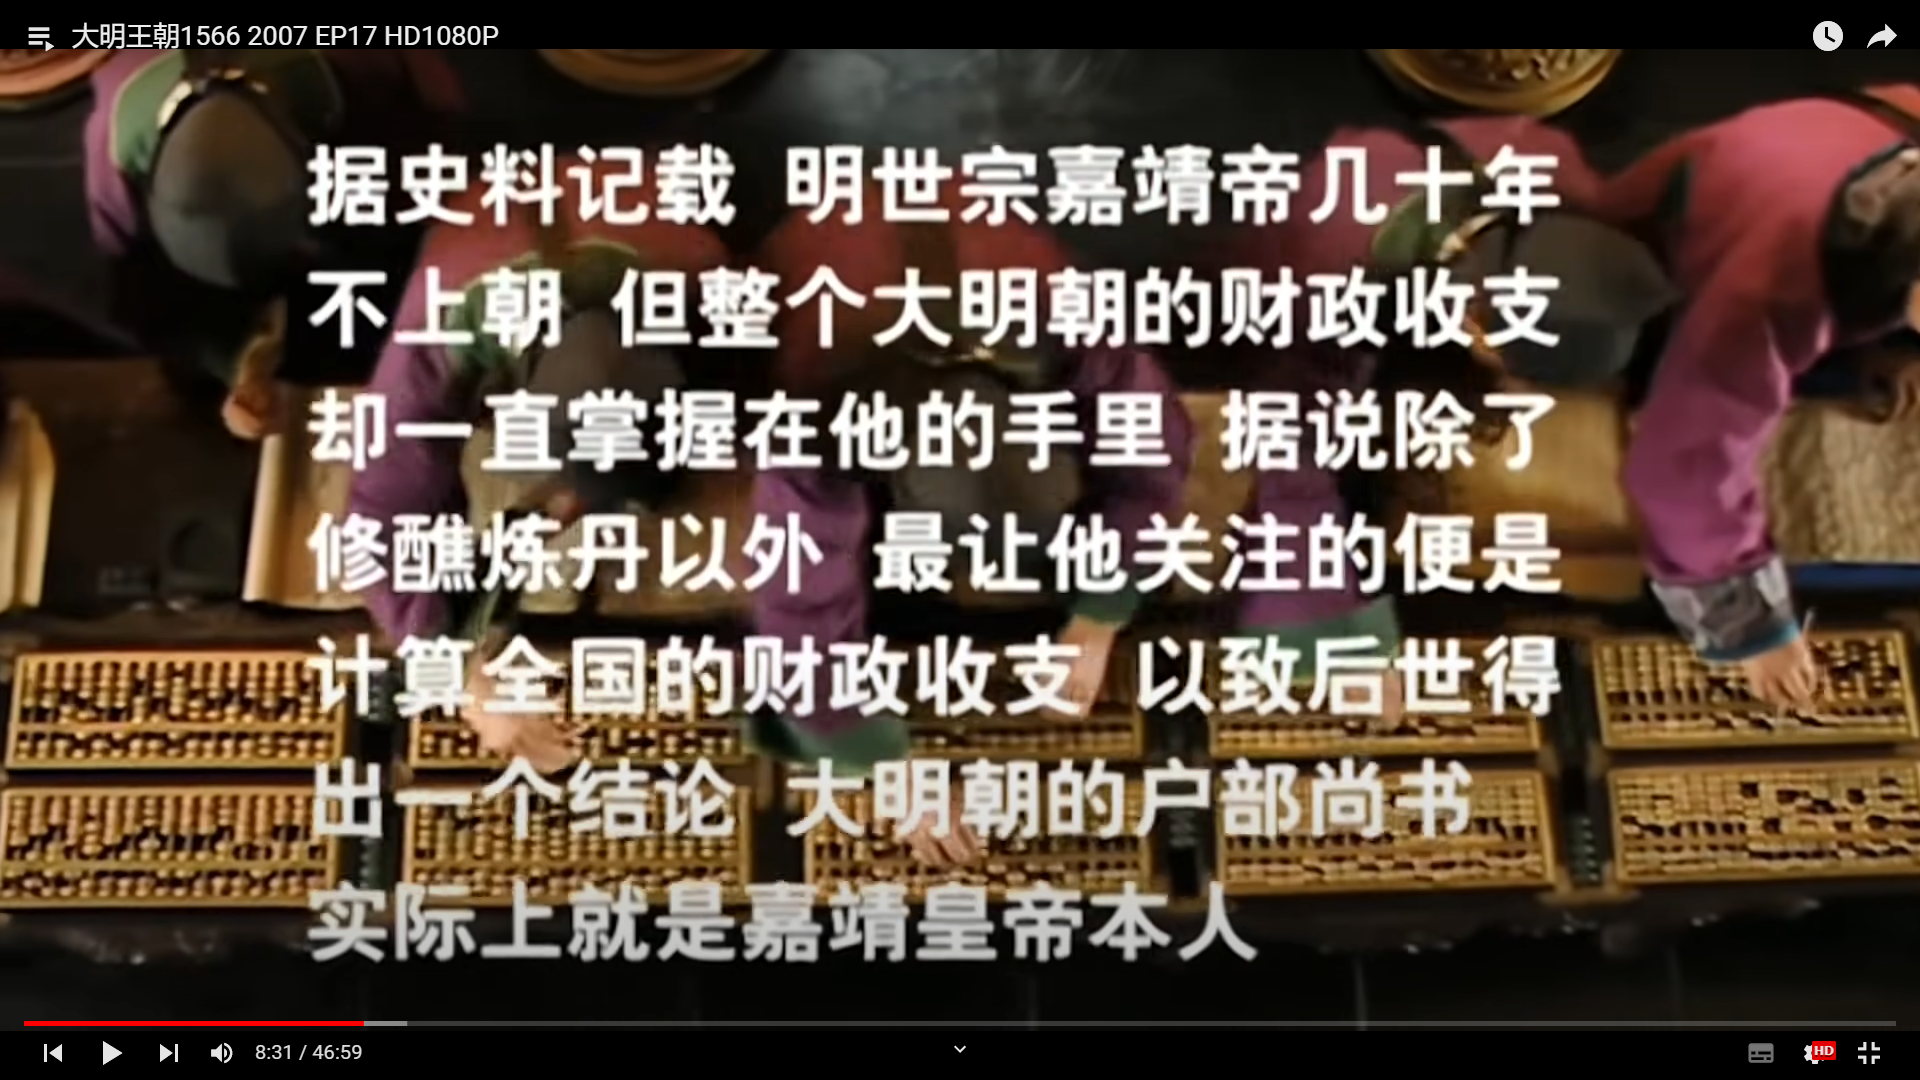 大明王朝1566 2007 EP17 HD1080P
据史料记载 明世宗嘉靖帝几十年
不上朝 但整个大明朝的财政收支
却一直掌握在他的手里 据说除了
修醮炼丹以外 最让他关注的便是
计算全国的财政收支 以致后世得
出一个结论 大明朝的户部尚书
实际上就是嘉靖皇帝本人
8:31 / 46:59
HD